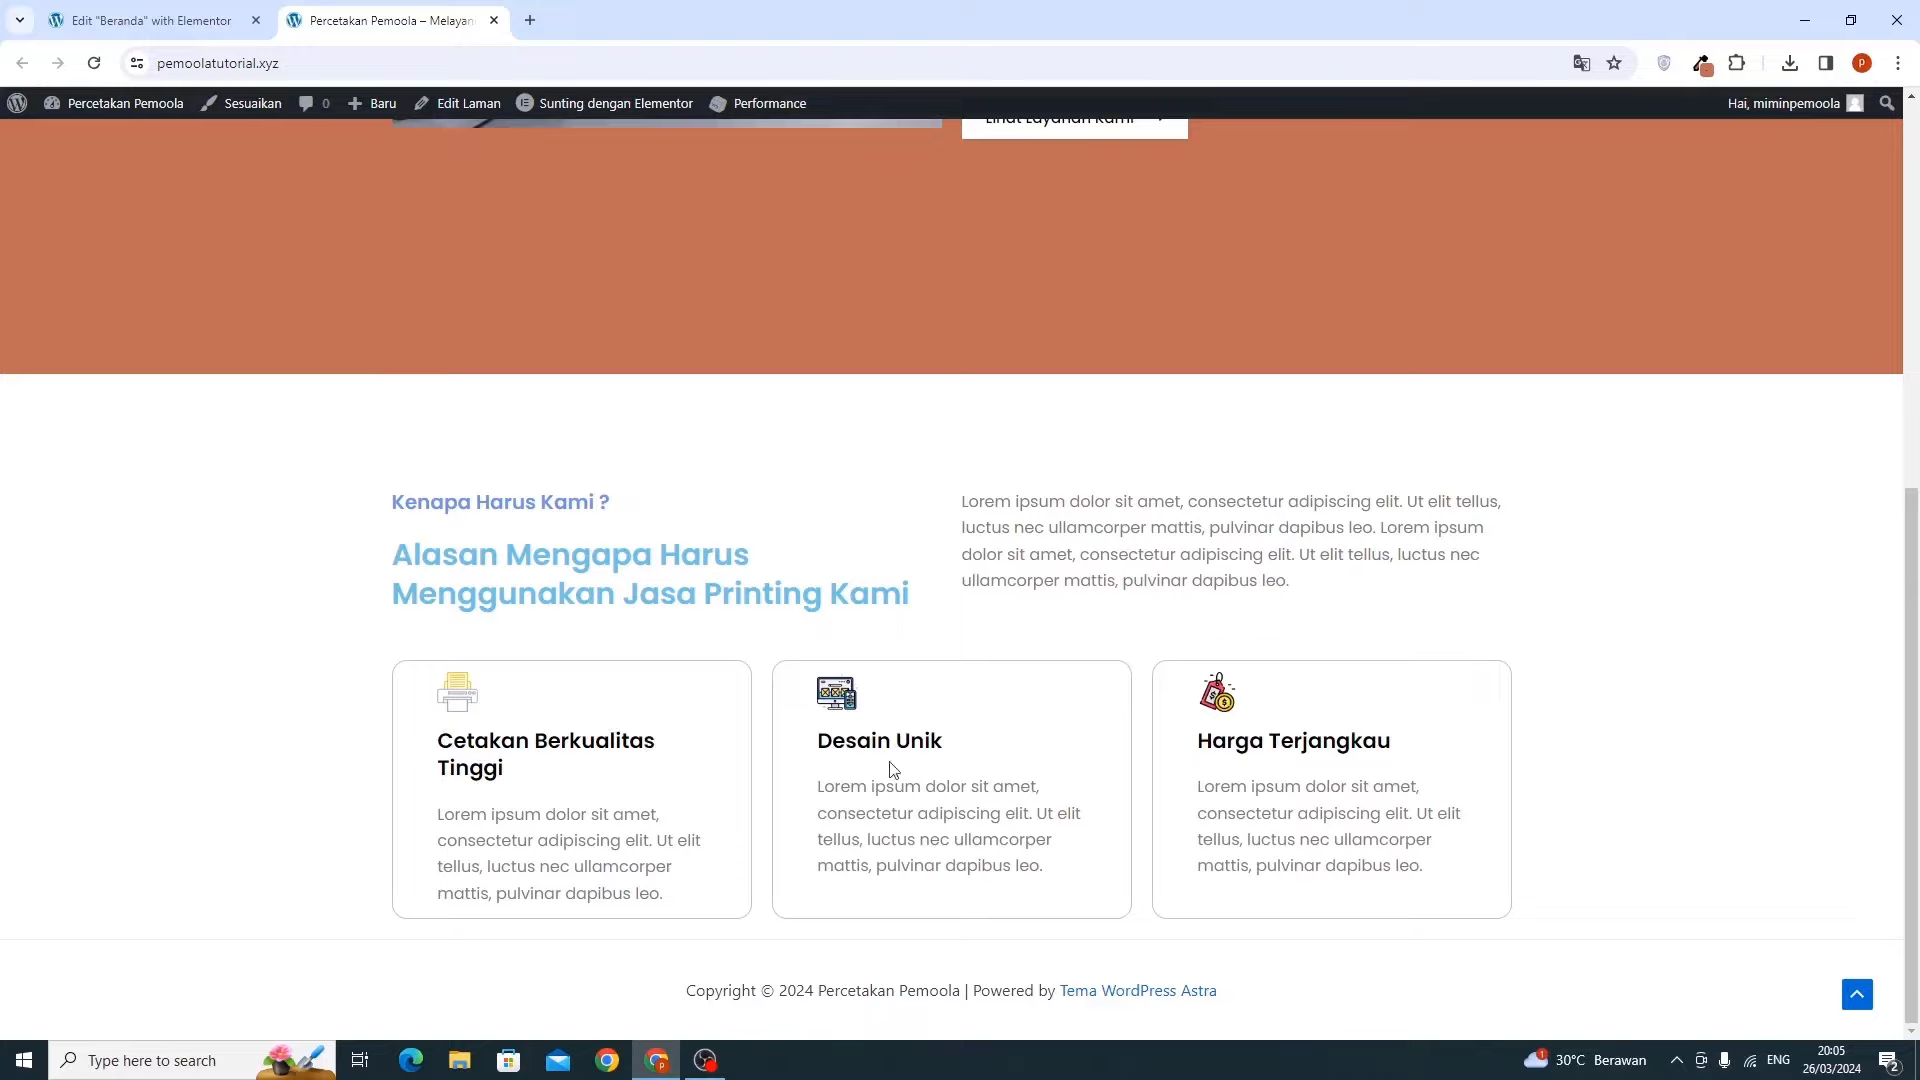 Edit "Beranda" with Elementor
Percetakan Pemoola – Melayan
pemoolatutorial.xyz
P
Percetakan Pemoola
Sesuaikan
0
Baru
Edit Laman
Sunting dengan Elementor
Performance
Hai, miminpemoola
Lihat Layanan Kami
Kenapa Harus Kami ?
Alasan Mengapa Harus
Menggunakan Jasa Printing Kami
Lorem ipsum dolor sit amet, consectetur adipiscing elit. Ut elit tellus,
luctus nec ullamcorper mattis, pulvinar dapibus leo. Lorem ipsum
dolor sit amet, consectetur adipiscing elit. Ut elit tellus, luctus nec
ullamcorper mattis, pulvinar dapibus leo.
Cetakan Berkualitas
Tinggi
Lorem ipsum dolor sit amet,
consectetur adipiscing elit. Ut elit
tellus, luctus nec ullamcorper
mattis, pulvinar dapibus leo.
Desain Unik
Lorem ipsum dolor sit amet,
consectetur adipiscing elit. Ut elit
tellus, luctus nec ullamcorper
mattis, pulvinar dapibus leo.
Harga Terjangkau
Lorem ipsum dolor sit amet,
consectetur adipiscing elit. Ut elit
tellus, luctus nec ullamcorper
mattis, pulvinar dapibus leo.
Copyright © 2024 Percetakan Pemoola | Powered by Tema WordPress Astra
Type here to search
P
1
30°C Berawan
ENG
20:05
26/03/2024
2